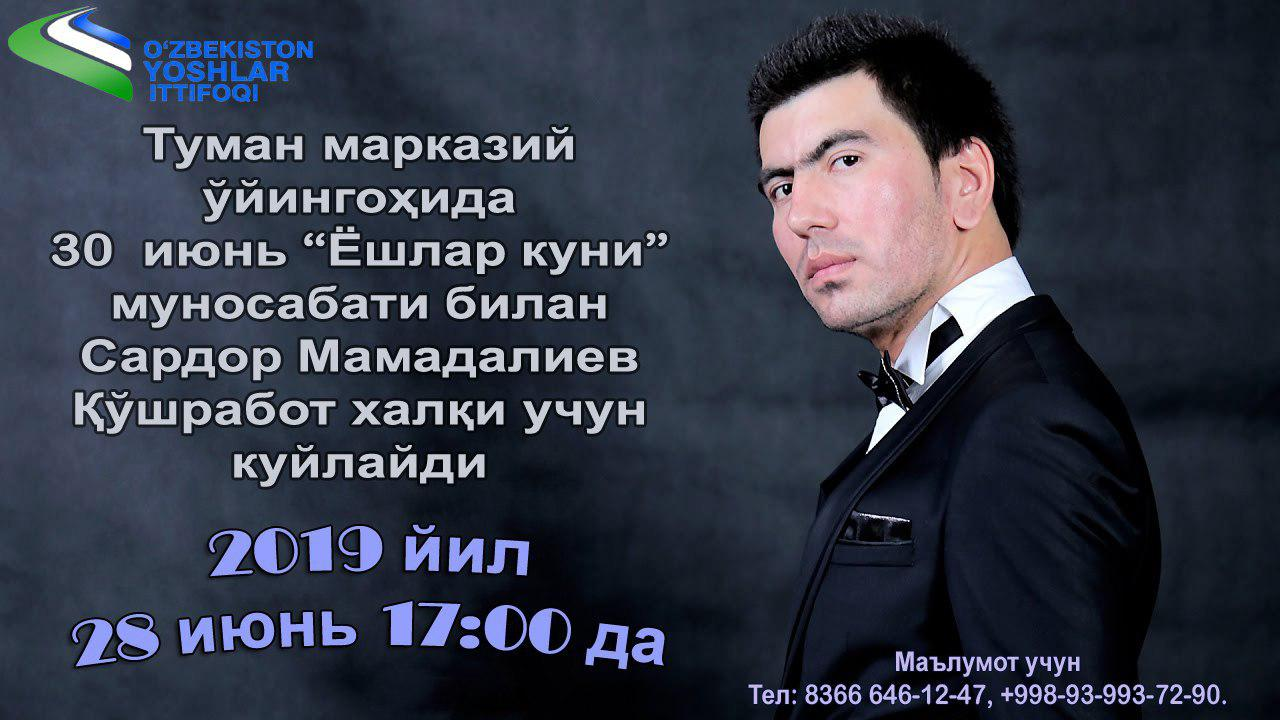 O‘ZBEKISTON
YOSHLAR
ITTIFOQI
Туман марказий
ўйингоҳида
30 июнь “Ёшлар куни”
муносабати билан
Сардор Мамадалиев
Қўшработ халқи учун
куйлайди
2019 йил
28 июнь 17:00 да
Маълумот учун
Тел: 8366 646-12-47, +998-93-993-72-90.